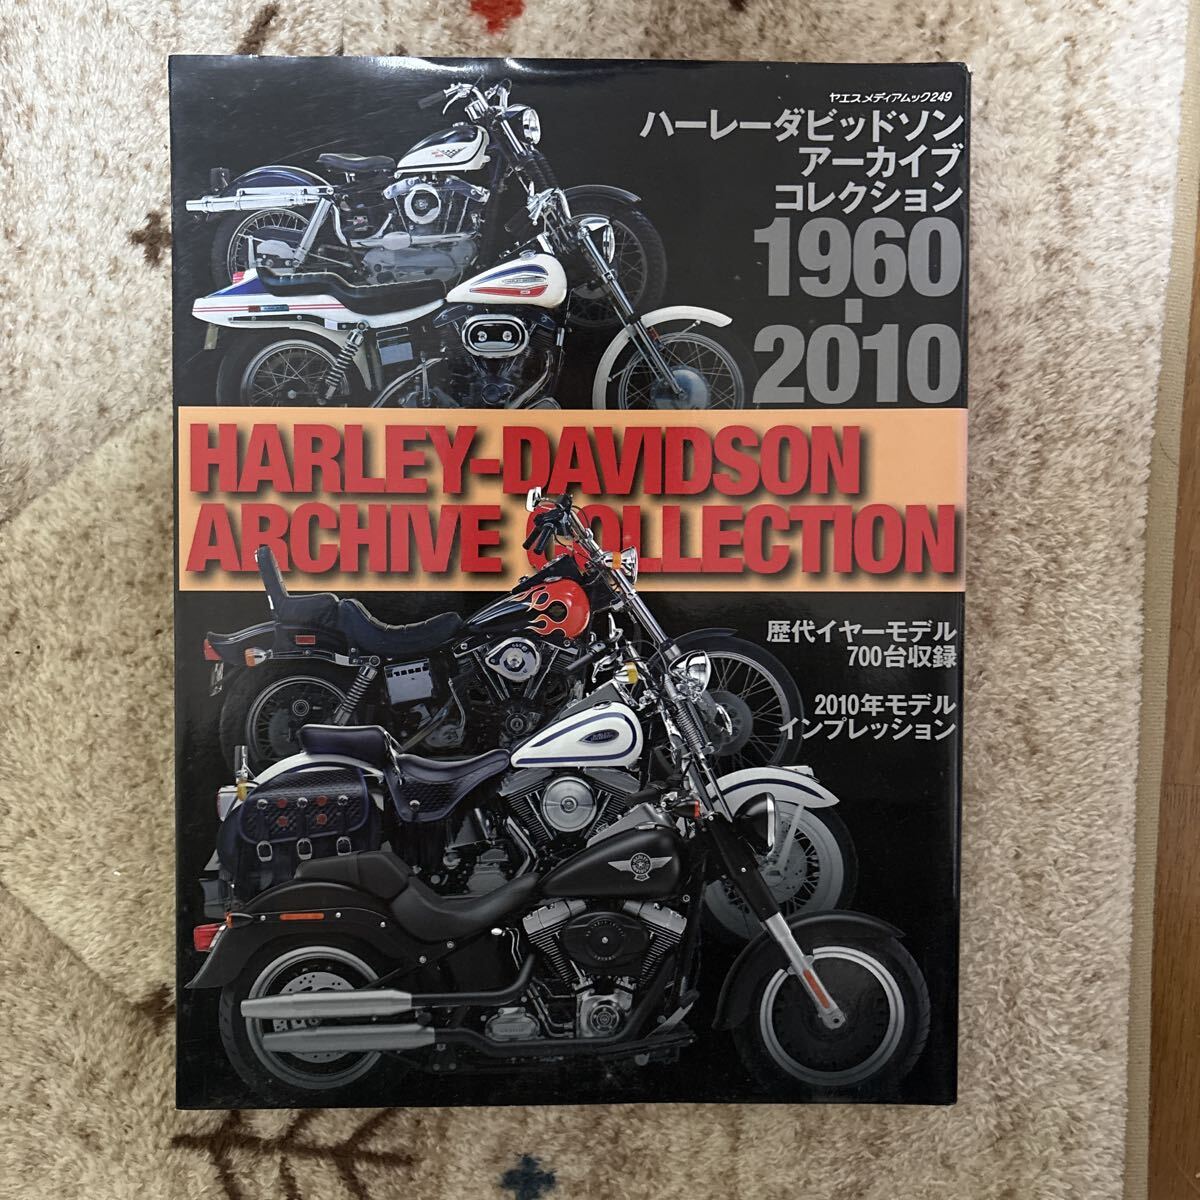 ヤエスメディアムック249
ハーレーダビッドソン
アーカイブ
コレクション
1960-
2010
HARLEY-DAVIDSON
ARCHIVE COLLECTION
歴代イヤーモデル
700台収録
2010年モデル
インプレッション